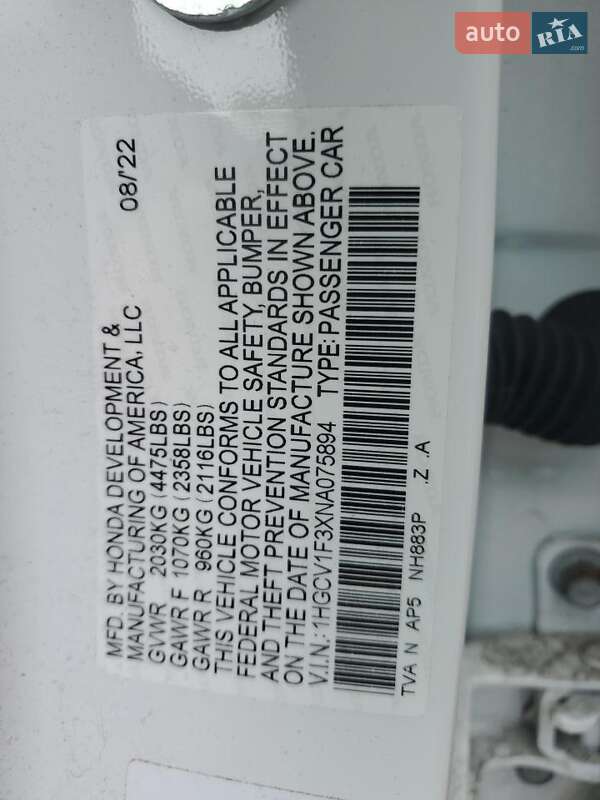 auto RIA
.com
MFD. BY HONDA DEVELOPMENT & 08/'22
MANUFACTURING OF AMERICA, LLC
GVWR 2030KG (4475LBS)
GAWR F 1070KG (2358LBS)
GAWR R 960KG (2116LBS)
THIS VEHICLE CONFORMS TO ALL APPLICABLE
FEDERAL MOTOR VEHICLE SAFETY, BUMPER,
AND THEFT PREVENTION STANDARDS IN EFFECT
ON THE DATE OF MANUFACTURE SHOWN ABOVE.
V.I.N.:1HGCV1F3XNA075894 TYPE:PASSENGER CAR
TVA N AP5 NH883P .Z .A